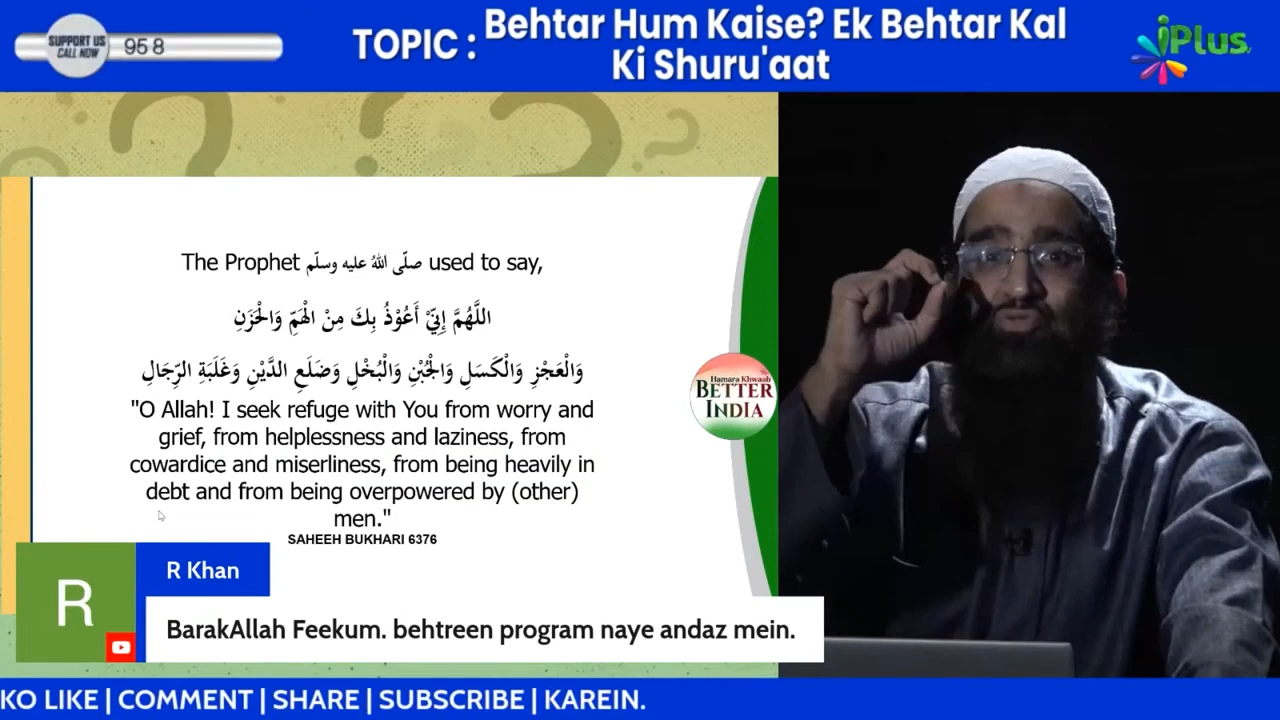 SUPPORT US
CALL NOW
95 8
TOPIC :
Behtar Hum Kaise? Ek Behtar Kal
Ki Shuru'aat
iPlus
The Prophet صلّى اللهُ عليه وسلّم used to say,
اللَّهُمَّ إِنِّيْ أَعُوْذُ بِكَ مِنْ الْهَمِّ وَالْحَزَنِ
وَالْعَجْزِ وَالْكَسَلِ وَالْجُبْنِ وَالْبُخْلِ وَضَلَعِ الدَّيْنِ وَغَلَبَةِ الرِّجَالِ
"O Allah! I seek refuge with You from worry and
grief, from helplessness and laziness, from
cowardice and miserliness, from being heavily in
debt and from being overpowered by (other)
men."
SAHEEH BUKHARI 6376
Hamara Khwaab
BETTER
INDIA
R
R Khan
BarakAllah Feekum. behtreen program naye andaz mein.
KO LIKE | COMMENT | SHARE | SUBSCRIBE | KAREIN.